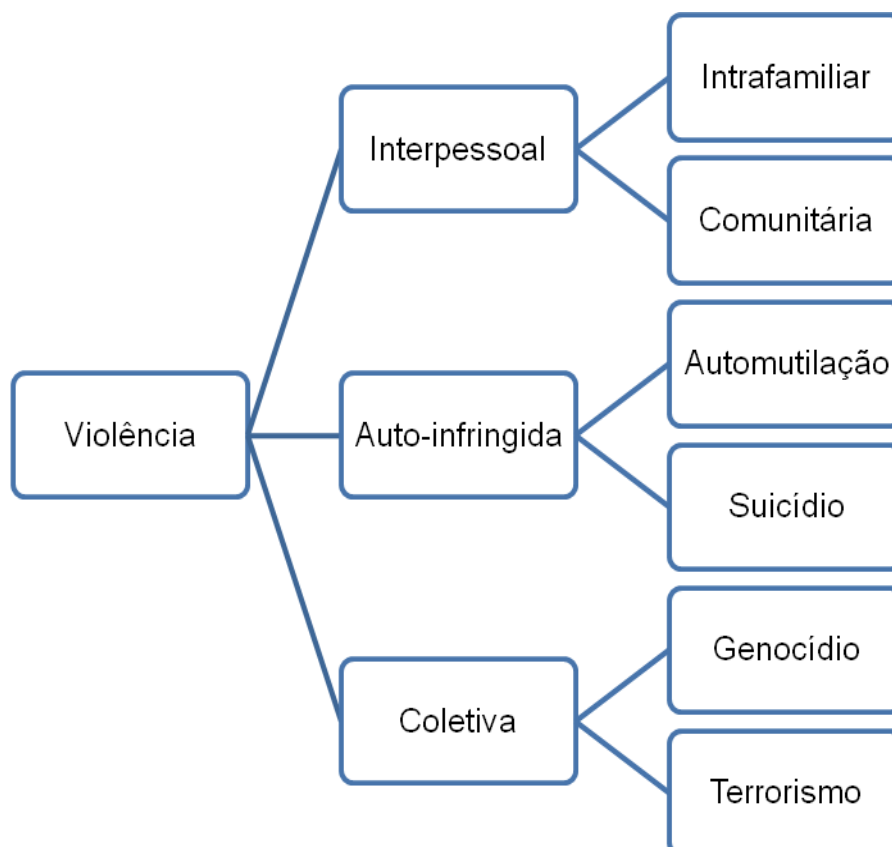 Violência
Interpessoal
Intrafamiliar
Comunitária
Auto-infringida
Automutilação
Suicídio
Coletiva
Genocídio
Terrorismo